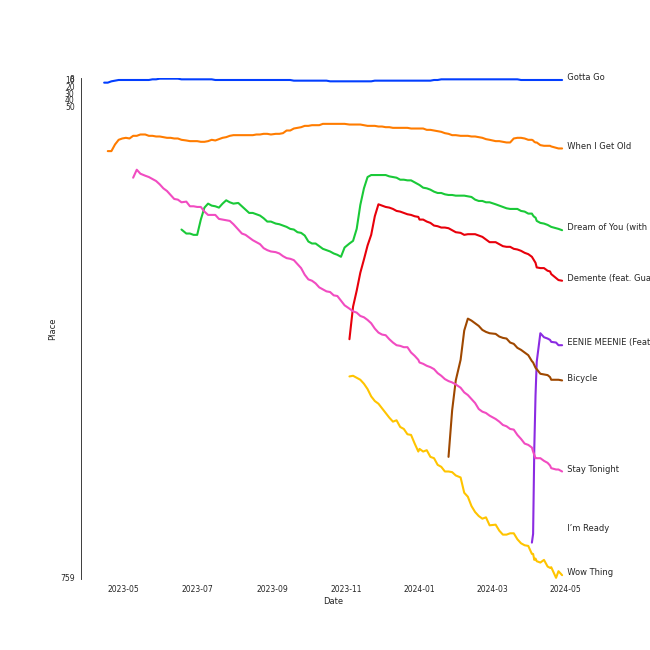 Gotta Go
10
20
30
40
50
When I Get Old
Dream of You (with
Demente (feat. Gua
Place
EENIE MEENIE (Feat
Bicycle
Stay Tonight
I'm Ready
Wow Thing
759
2023-05 2023-07 2023-09 2023-11 2024-01 2024-03 2024-05
Date